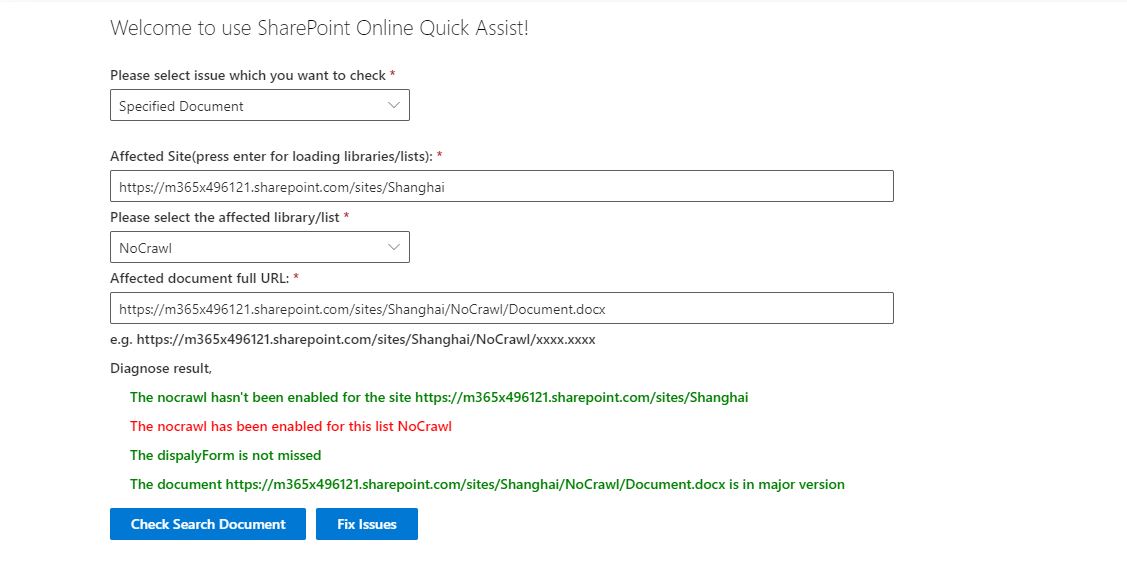 Welcome to use SharePoint Online Quick Assist!
Please select issue which you want to check *
Specified Document
Affected Site(press enter for loading libraries/lists): *
https://m365x496121.sharepoint.com/sites/Shanghai
Please select the affected library/list *
NoCrawl
Affected document full URL: *
https://m365x496121.sharepoint.com/sites/Shanghai/NoCrawl/Document.docx
e.g. https://m365x496121.sharepoint.com/sites/Shanghai/NoCrawl/xxxx.xxxx
Diagnose result,
The nocrawl hasn't been enabled for the site https://m365x496121.sharepoint.com/sites/Shanghai
The nocrawl has been enabled for this list NoCrawl
The dispalyForm is not missed
The document https://m365x496121.sharepoint.com/sites/Shanghai/NoCrawl/Document.docx is in major version
Check Search Document Fix Issues